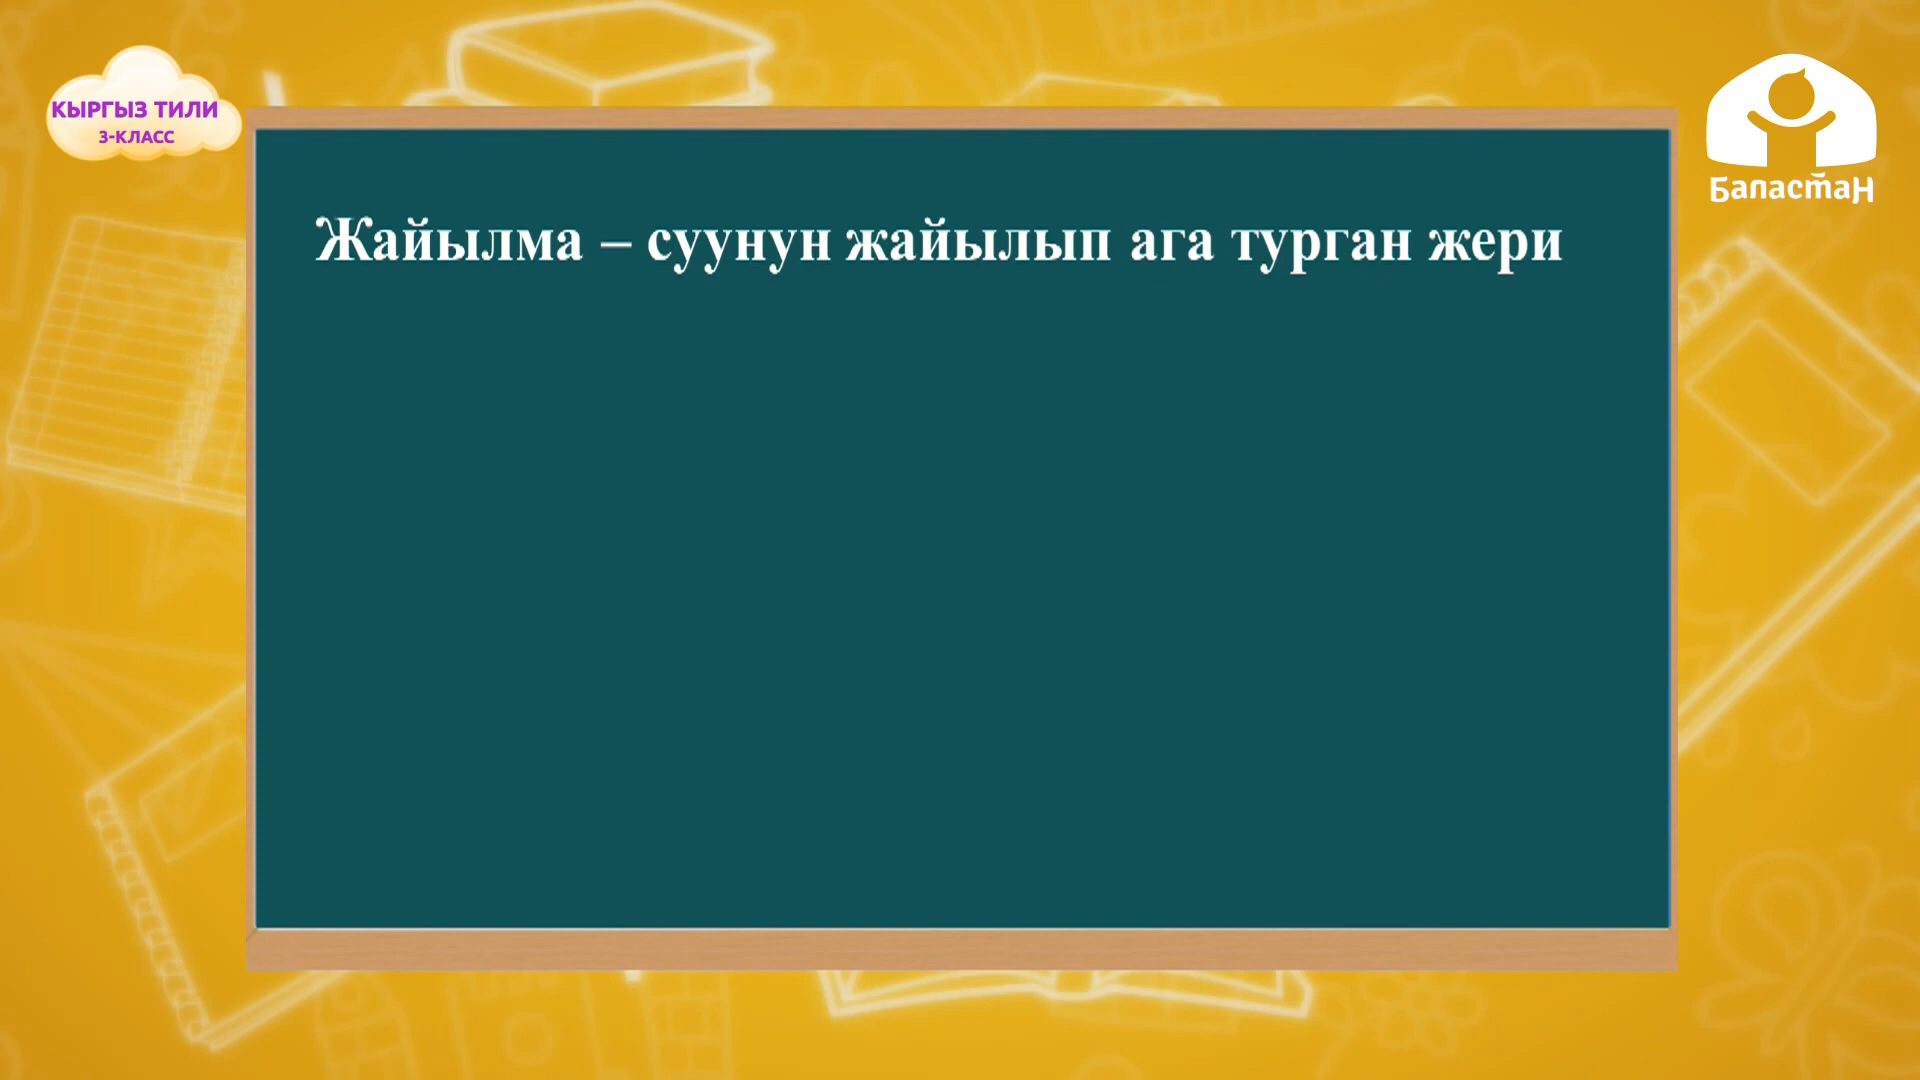 КЫРГЫЗ ТИЛИ
3-КЛАСС
Баластан
Жайылма – суунун жайылып ага турган жери